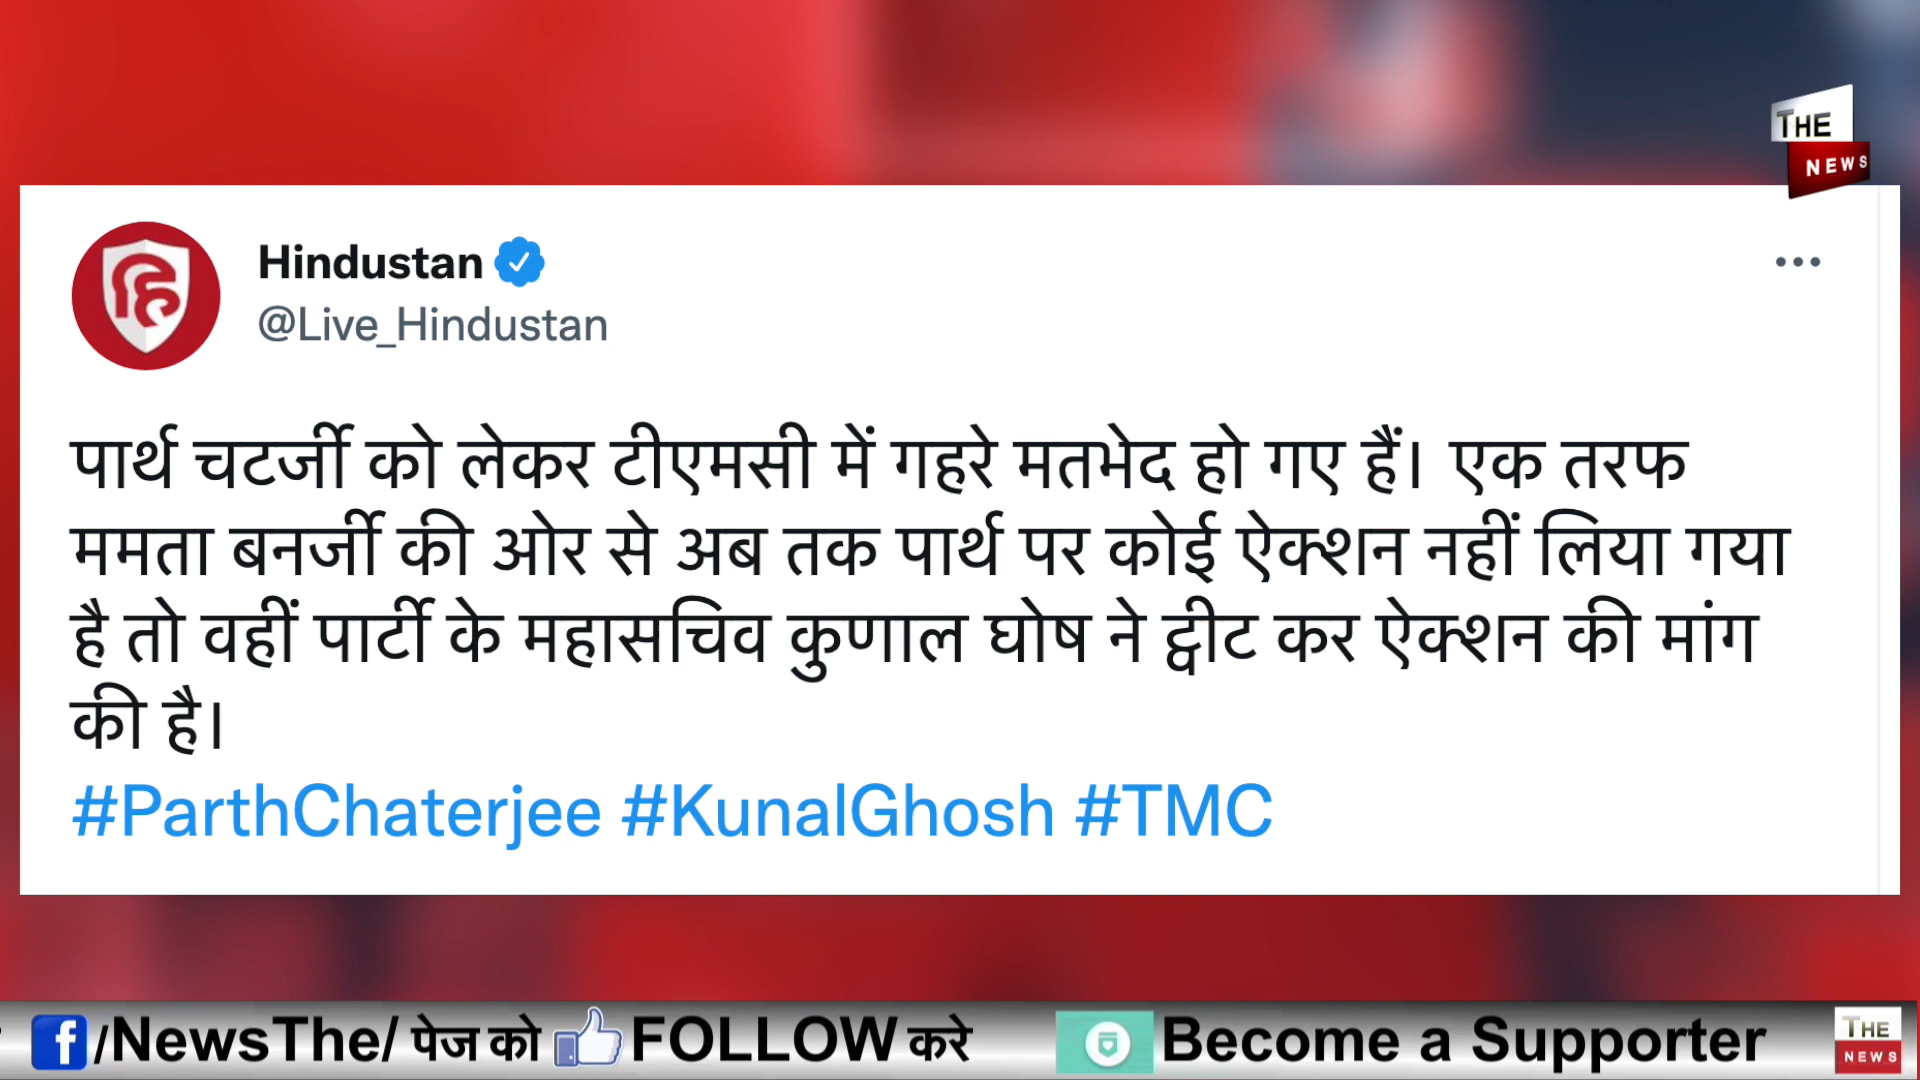 THE
NEWS
Hindustan
@Live_Hindustan
पार्थ चटर्जी को लेकर टीएमसी में गहरे मतभेद हो गए हैं। एक तरफ
ममता बनर्जी की ओर से अब तक पार्थ पर कोई ऐक्शन नहीं लिया गया
है तो वहीं पार्टी के महासचिव कुणाल घोष ने ट्वीट कर ऐक्शन की मांग
की है।
#ParthChaterjee #KunalGhosh #TMC
/NewsThe/ पेज को FOLLOW करे Become a Supporter
THE
NEWS